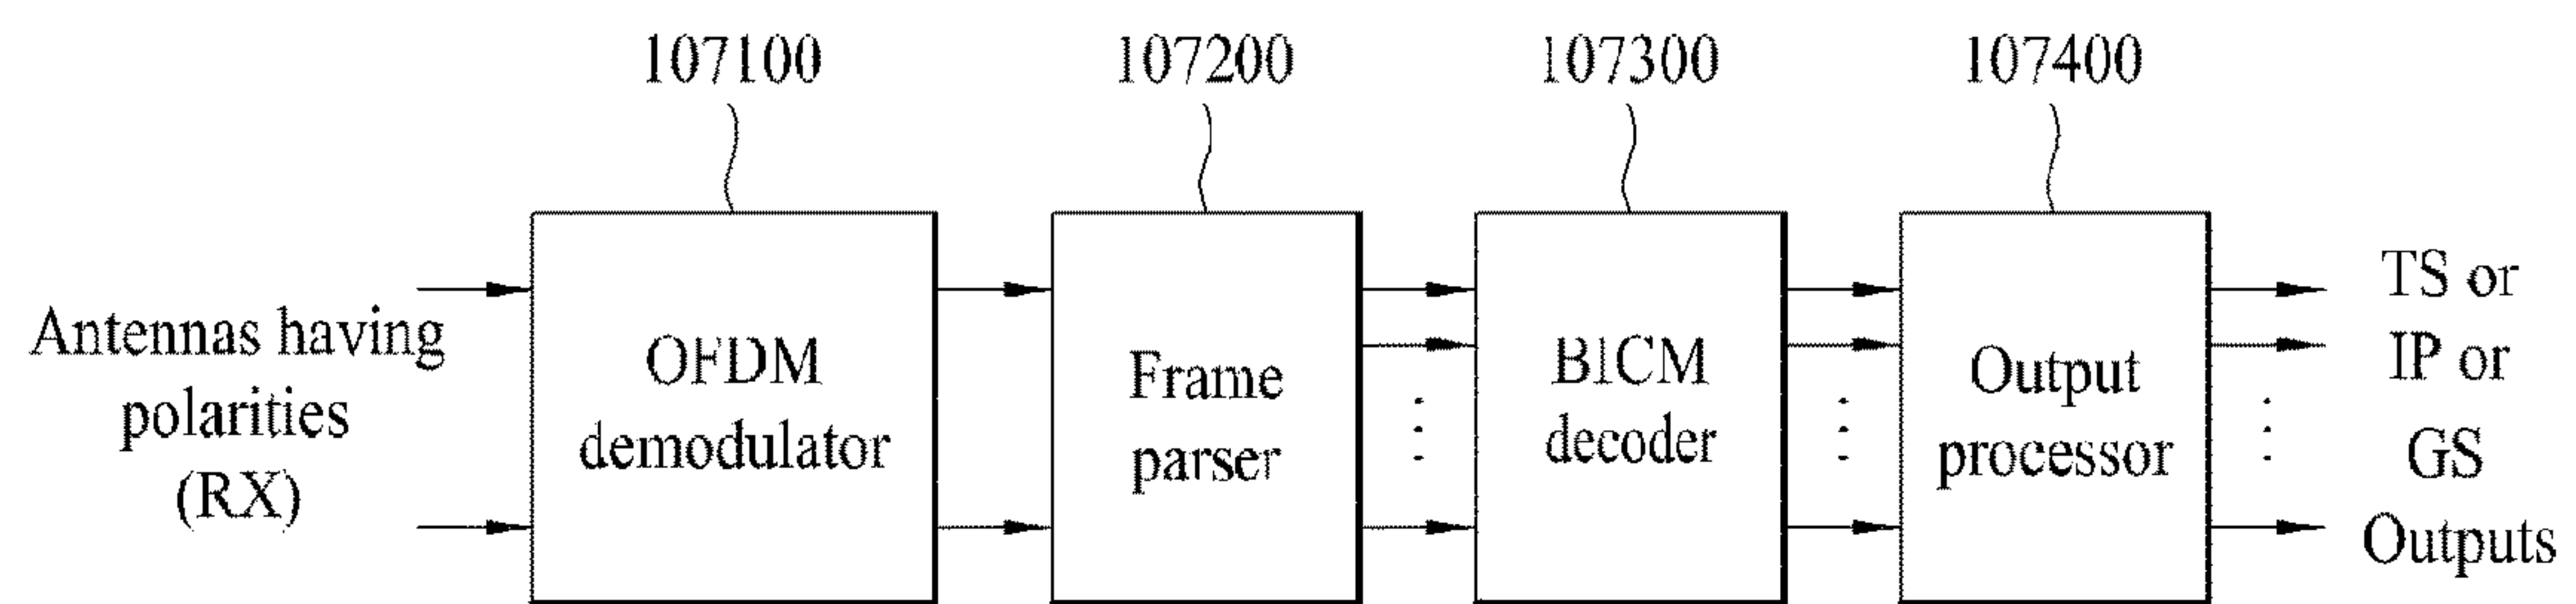 107100
107200
107300
107400
Antennas having
polarities
(RX)
OFDM
demodulator
Frame
parser
BICM
decoder
Output
processor
TS or
IP or
GS
Outputs